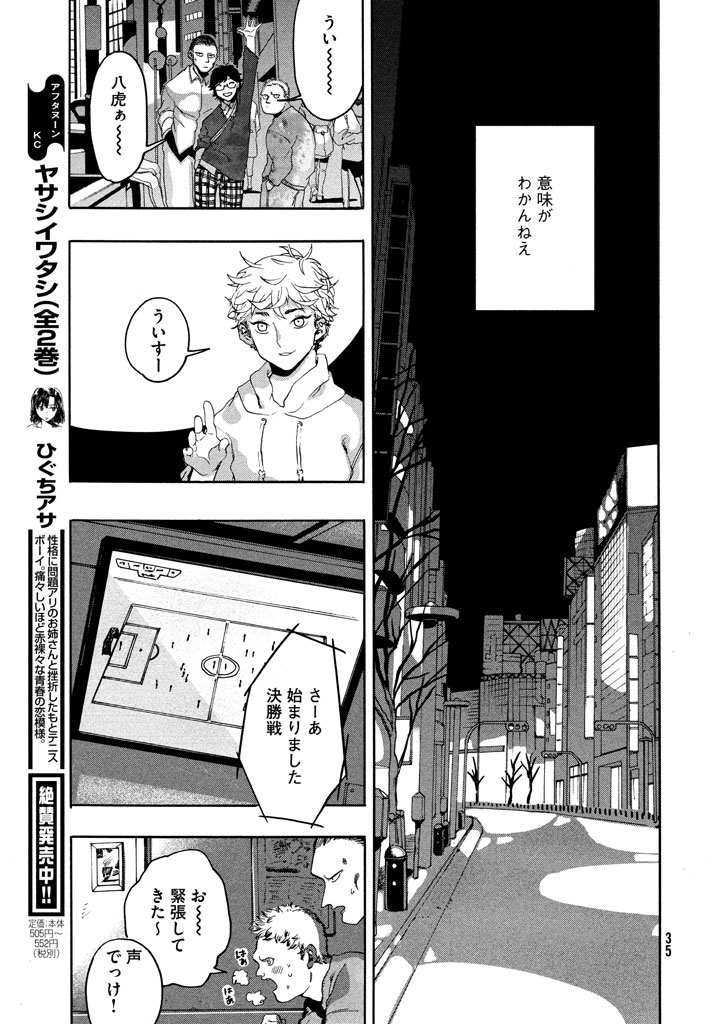 意味が
わかんねえ
うい〜〜
八虎ぁ〜〜
ういすー
さーあ
始まりました
決勝戦
お〜〜
緊張して
きた〜
声
でっけ！
はぁ
はぁ
35
アフタヌーンKC
ヤサシイワタシ（全2巻）
ひぐちアサ
性格に問題アリのお姉さんと挫折したもとテニス
ボーイ。痛々しいほど赤裸々な青春の恋模様。
絶賛発売中!!
定価：本体
505円〜
552円
（税別）